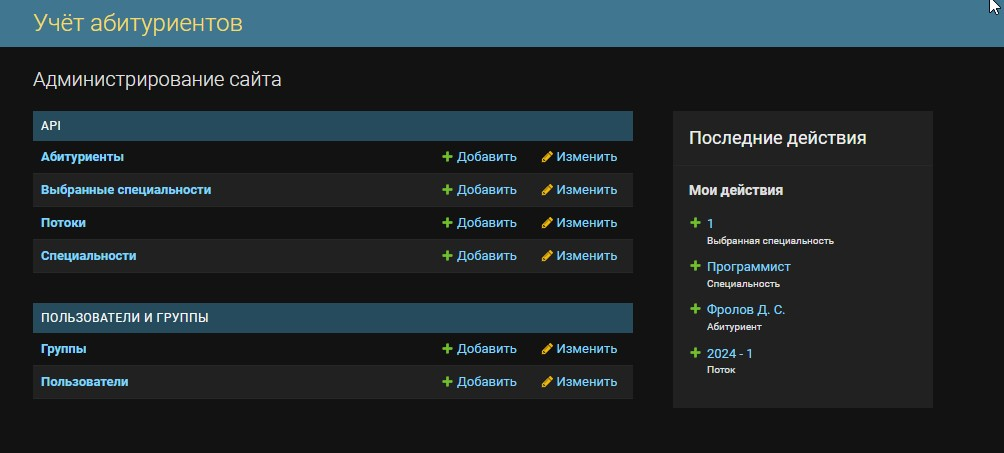 Учёт абитуриентов
Администрирование сайта
API
Абитуриенты Добавить Изменить
Выбранные специальности Добавить Изменить
Потоки Добавить Изменить
Специальности Добавить Изменить
ПОЛЬЗОВАТЕЛИ И ГРУППЫ
Группы Добавить Изменить
Пользователи Добавить Изменить
Последние действия
Мои действия
1
Выбранная специальность
Программист
Специальность
Фролов Д. С.
Абитуриент
2024 - 1
Поток